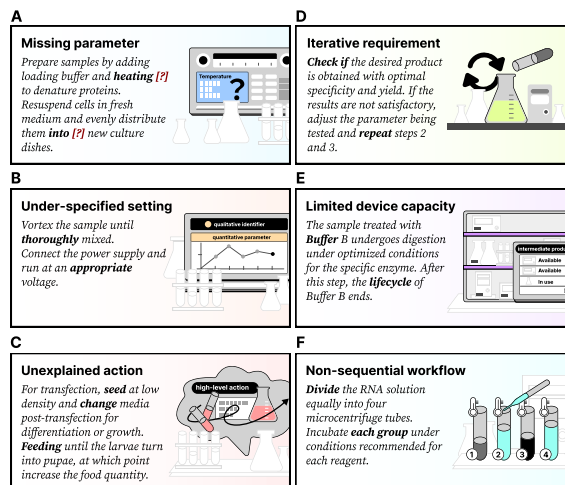 A
Missing parameter
Prepare samples by adding
loading buffer and heating [?]
to denature proteins.
Resuspend cells in fresh
medium and evenly distribute
them into [?] new culture
dishes.
Temperature
?
B
Under-specified setting
Vortex the sample until
thoroughly mixed.
Connect the power supply and
run at an appropriate
voltage.
qualitative identifier
quantitative parameter
C
Unexplained action
For transfection, seed at low
density and change media
post-transfection for
differentiation or growth.
Feeding until the larvae turn
into pupae, at which point
increase the food quantity.
high-level action
D
Iterative requirement
Check if the desired product
is obtained with optimal
specificity and yield. If the
results are not satisfactory,
adjust the parameter being
tested and repeat steps 2
and 3.
E
Limited device capacity
The sample treated with
Buffer B undergoes digestion
under optimized conditions
for the specific enzyme. After
this step, the lifecycle of
Buffer B ends.
intermediate produ
Available
Available
In use
F
Non-sequential workflow
Divide the RNA solution
equally into four
microcentrifuge tubes.
Incubate each group under
conditions recommended for
each reagent.
1 2 3 4